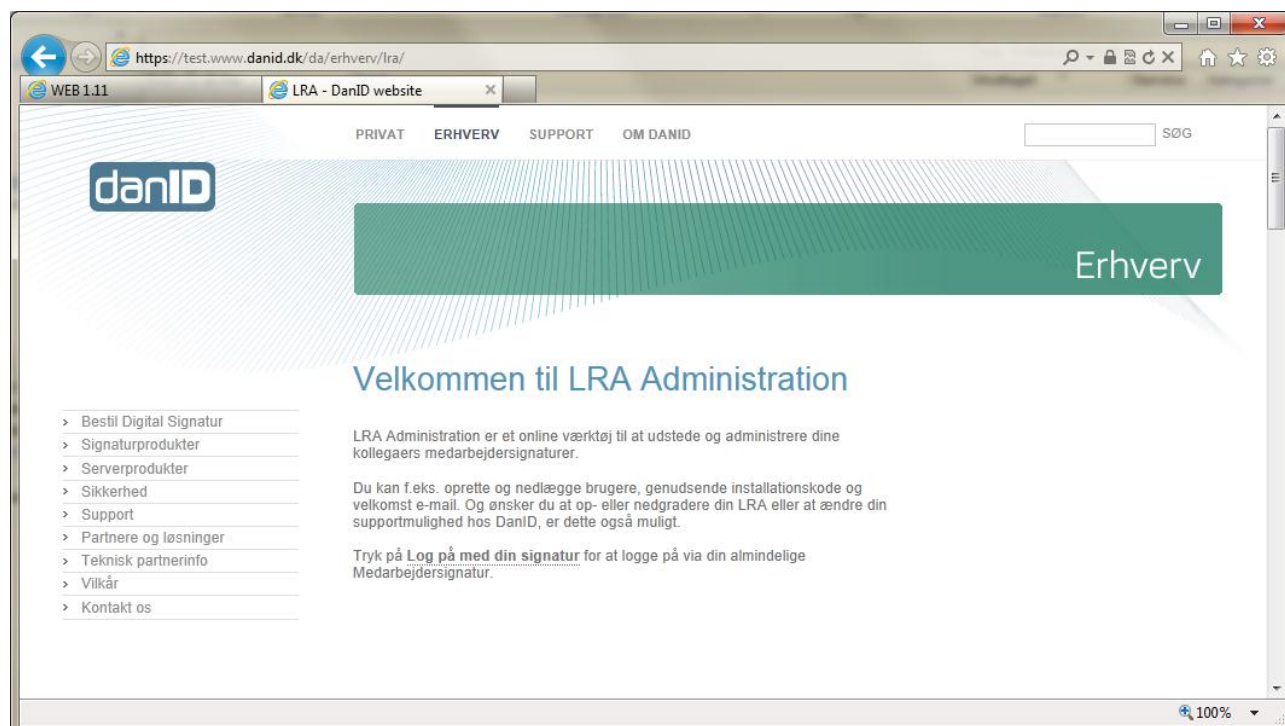 https://test.www.danid.dk/da/erhverv/lra/
WEB 1.11
LRA - DanID website
PRIVAT ERHVERV SUPPORT OM DANID
SØG
danID
Erhverv
Velkommen til LRA Administration
LRA Administration er et online værktøj til at udstede og administrere dine
kollegaers medarbejdersignaturer.
Du kan f.eks. oprette og nedlægge brugere, genudsende installationskode og
velkomst e-mail. Og ønsker du at op- eller nedgradere din LRA eller at ændre din
supportmulighed hos DanID, er dette også muligt.
Tryk på Log på med din signatur for at logge på via din almindelige
Medarbejdersignatur.
Bestil Digital Signatur
Signaturprodukter
Serverprodukter
Sikkerhed
Support
Partnere og løsninger
Teknisk partnerinfo
Vilkår
Kontakt os
100%